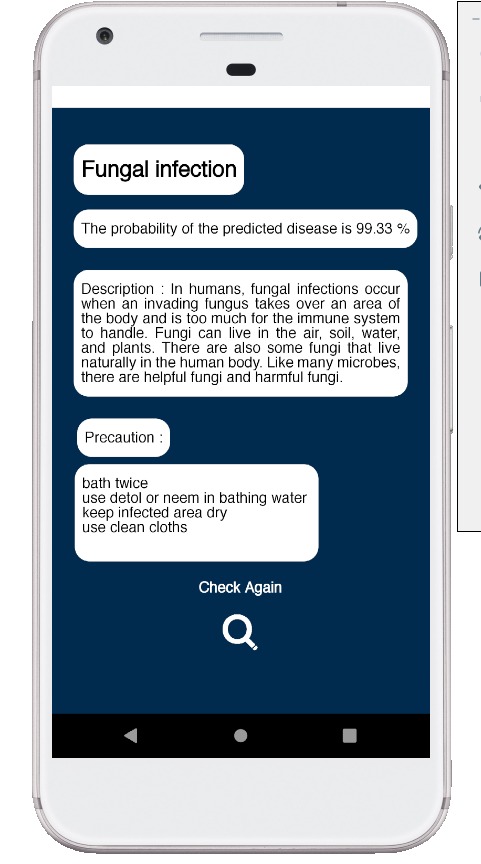 Fungal infection
The probability of the predicted disease is 99.33 %
Description : In humans, fungal infections occur
when an invading fungus takes over an area of
the body and is too much for the immune system
to handle. Fungi can live in the air, soil, water,
and plants. There are also some fungi that live
naturally in the human body. Like many microbes,
there are helpful fungi and harmful fungi.
Precaution :
bath twice
use detol or neem in bathing water
keep infected area dry
use clean cloths
Check Again